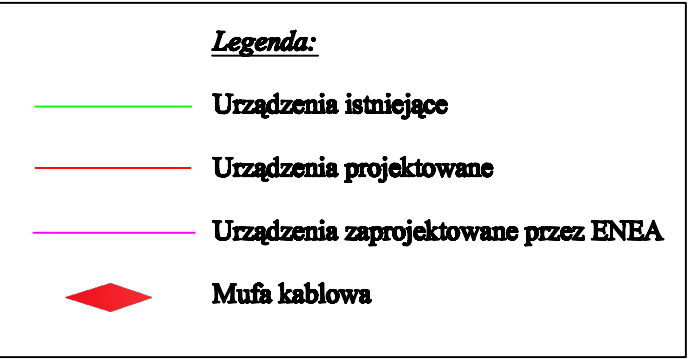 Legenda:
Urządzenia istniejące
Urządzenia projektowane
Urządzenia zaprojektowane przez ENEA
Mufa kablowa